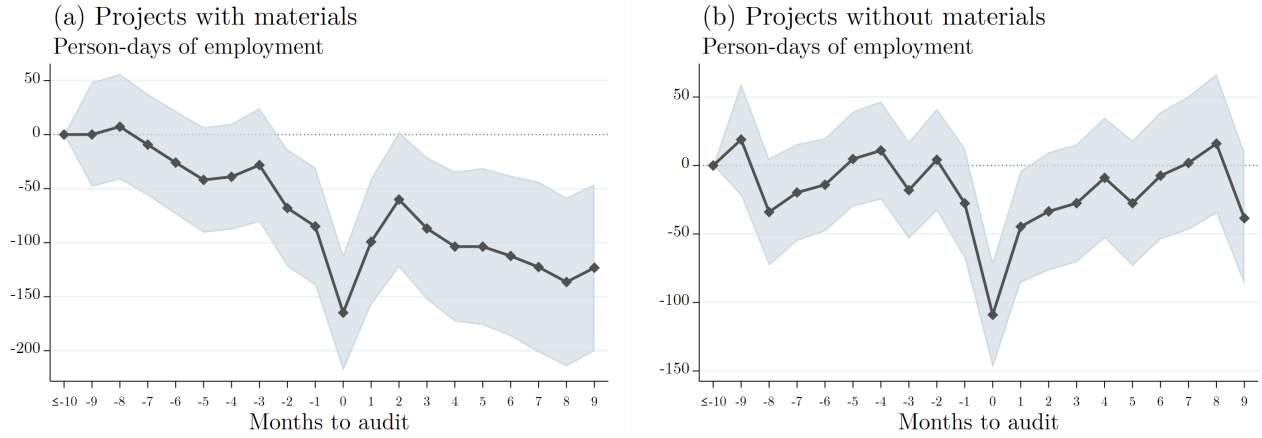 (a) Projects with materials
Person-days of employment
50
0
-50
-100
-150
-200
≤-10 -9 -8 -7 -6 -5 -4 -3 -2 -1 0 1 2 3 4 5 6 7 8 9
Months to audit
(b) Projects without materials
Person-days of employment
50
0
-50
-100
-150
≤-10 -9 -8 -7 -6 -5 -4 -3 -2 -1 0 1 2 3 4 5 6 7 8 9
Months to audit